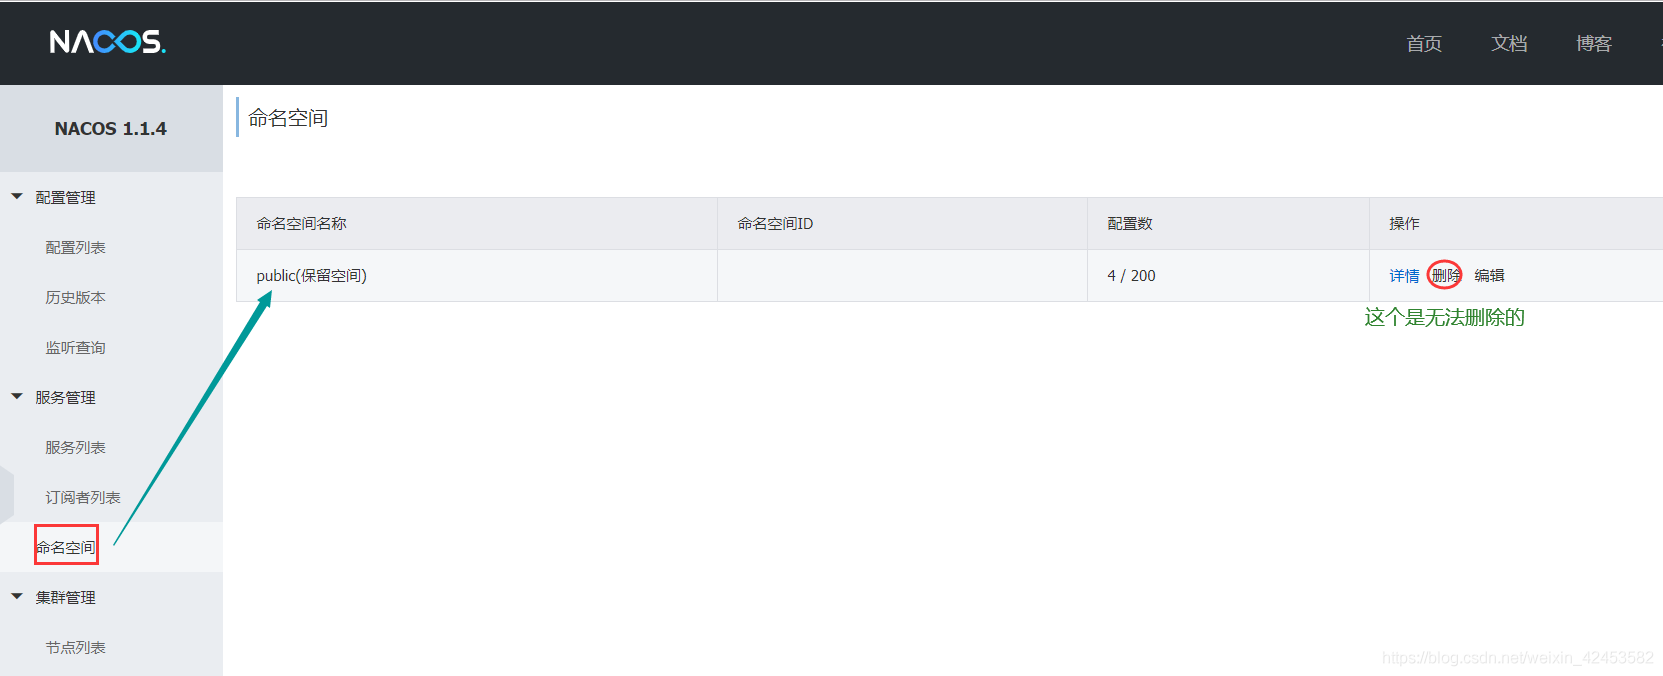 NACOS.
首页 文档 博客
NACOS 1.1.4
命名空间
配置管理
配置列表
历史版本
监听查询
服务管理
服务列表
订阅者列表
命名空间
集群管理
节点列表
命名空间名称 命名空间ID 配置数 操作
public(保留空间) 4 / 200 详情 删除 编辑
这个是无法删除的
https://blog.csdn.net/weixin_42453582